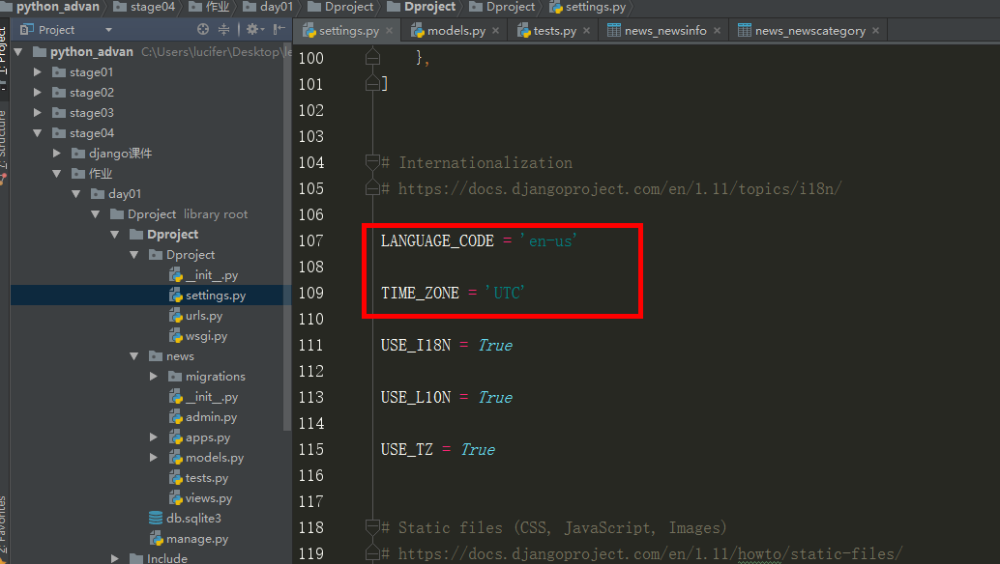 python_advan stage04 作业 day01 Dproject Dproject Dproject settings.py
Project
settings.py models.py tests.py news_newsinfo news_newscategory
1: Project
Z: Structure
2: Favorites
python_advan C:\Users\lucifer\Desktop\le
stage01
stage02
stage03
stage04
django课件
作业
day01
Dproject library root
Dproject
Dproject
__init__.py
settings.py
urls.py
wsgi.py
news
migrations
__init__.py
admin.py
apps.py
models.py
tests.py
views.py
db.sqlite3
manage.py
Include
100 },
101 ]
102
103
104 # Internationalization
105 # https://docs.djangoproject.com/en/1.11/topics/i18n/
106
107 LANGUAGE_CODE = 'en-us'
108
109 TIME_ZONE = 'UTC'
110
111 USE_I18N = True
112
113 USE_L10N = True
114
115 USE_TZ = True
116
117
118 # Static files (CSS, JavaScript, Images)
119 # https://docs.djangoproject.com/en/1.11/howto/static-files/